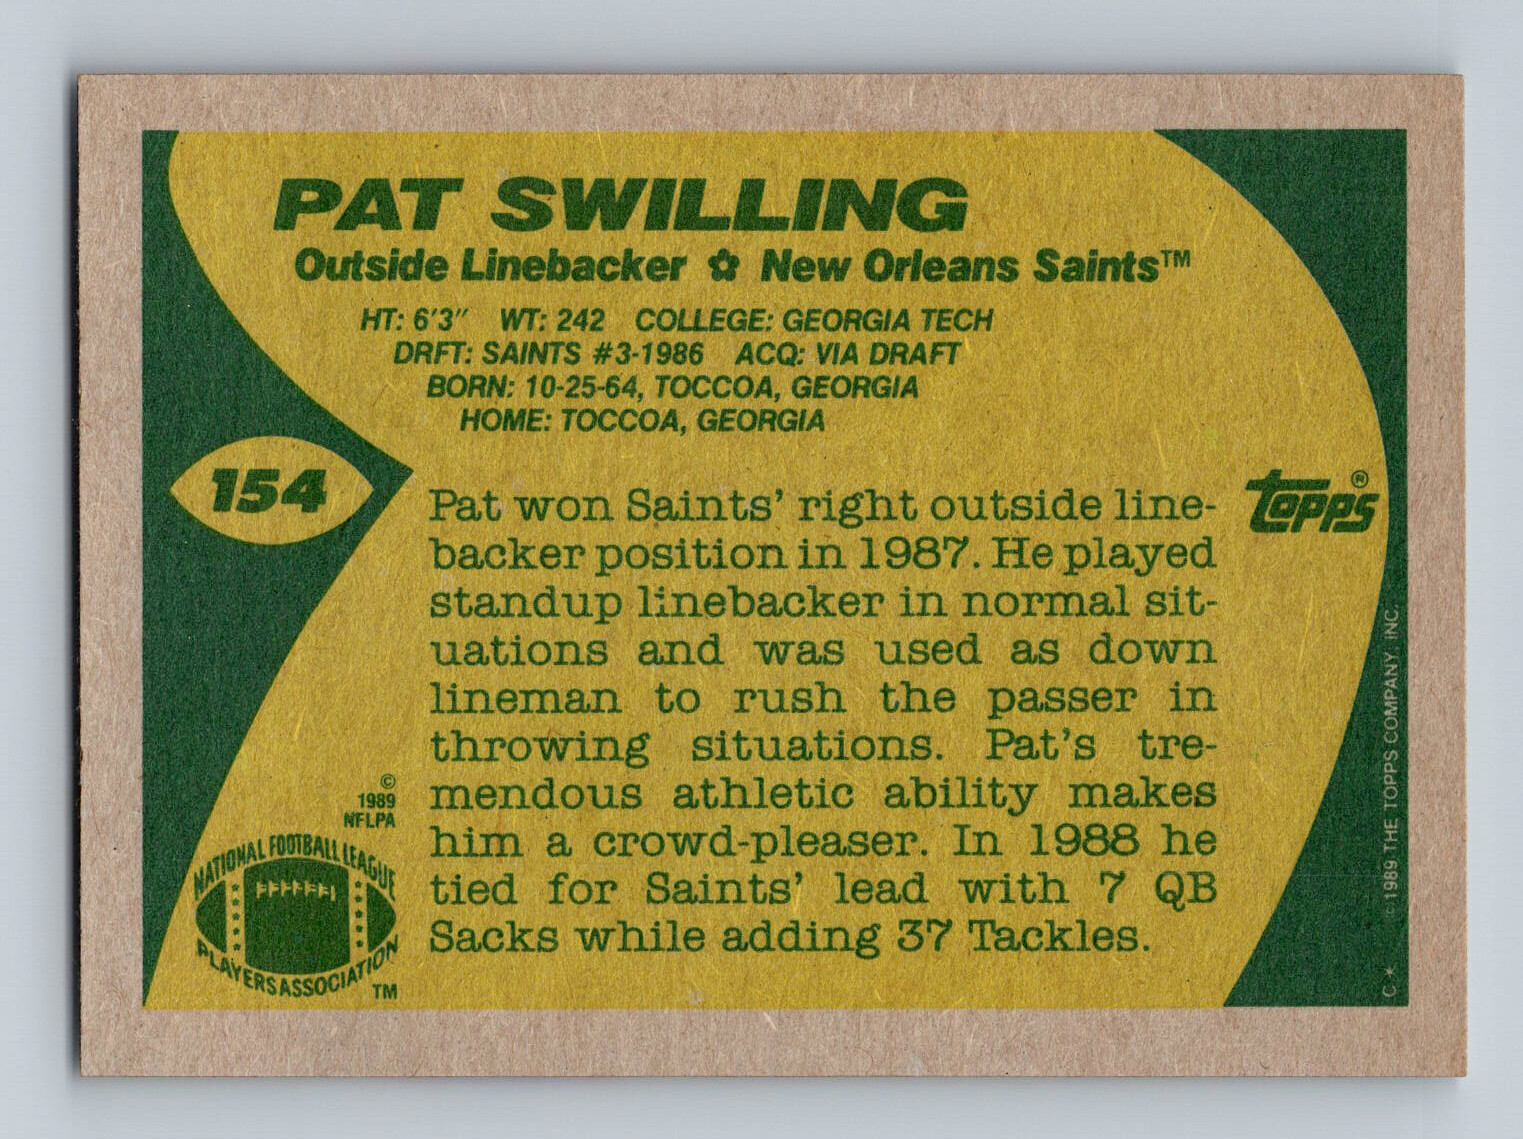 PAT SWILLING
Outside Linebacker ✿ New Orleans Saints™
HT: 6'3" WT: 242 COLLEGE: GEORGIA TECH
DRFT: SAINTS #3-1986 ACQ: VIA DRAFT
BORN: 10-25-64, TOCCOA, GEORGIA
HOME: TOCCOA, GEORGIA
154
topps®
Pat won Saints' right outside line-
backer position in 1987. He played
standup linebacker in normal sit-
uations and was used as down
lineman to rush the passer in
throwing situations. Pat's tre-
mendous athletic ability makes
him a crowd-pleaser. In 1988 he
tied for Saints' lead with 7 QB
Sacks while adding 37 Tackles.
©
1989
NFLPA
NATIONAL FOOTBALL LEAGUE
PLAYERS ASSOCIATION
TM
C* ©1989 THE TOPPS COMPANY, INC.